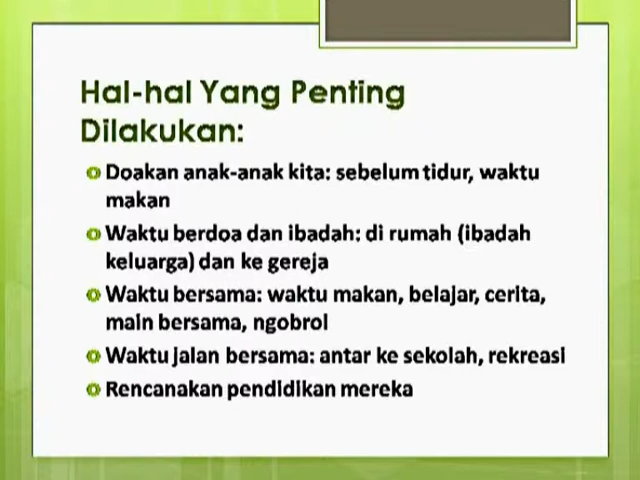 Hal-hal Yang Penting
Dilakukan:
Doakan anak-anak kita: sebelum tidur, waktu
makan
Waktu berdoa dan ibadah: di rumah (ibadah
keluarga) dan ke gereja
Waktu bersama: waktu makan, belajar, cerita,
main bersama, ngobrol
Waktu jalan bersama: antar ke sekolah, rekreasi
Rencanakan pendidikan mereka